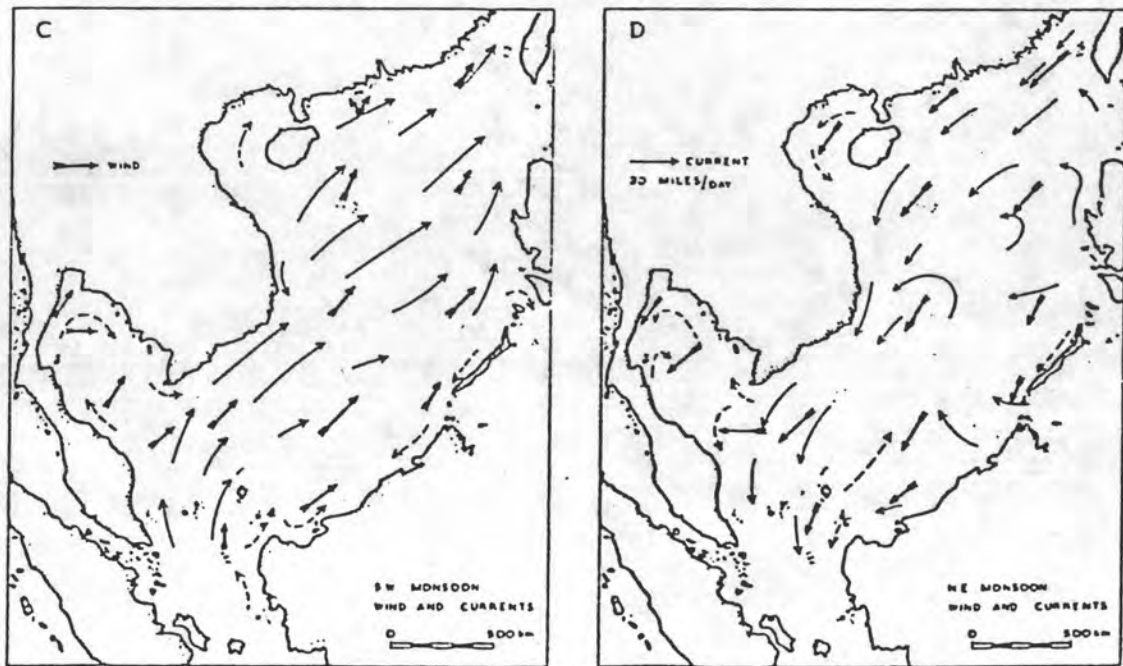 C
WIND
SW MONSOON
WIND AND CURRENTS
0 500 km
D
CURRENT
30 MILES/DAY
NE MONSOON
WIND AND CURRENTS
0 500 km